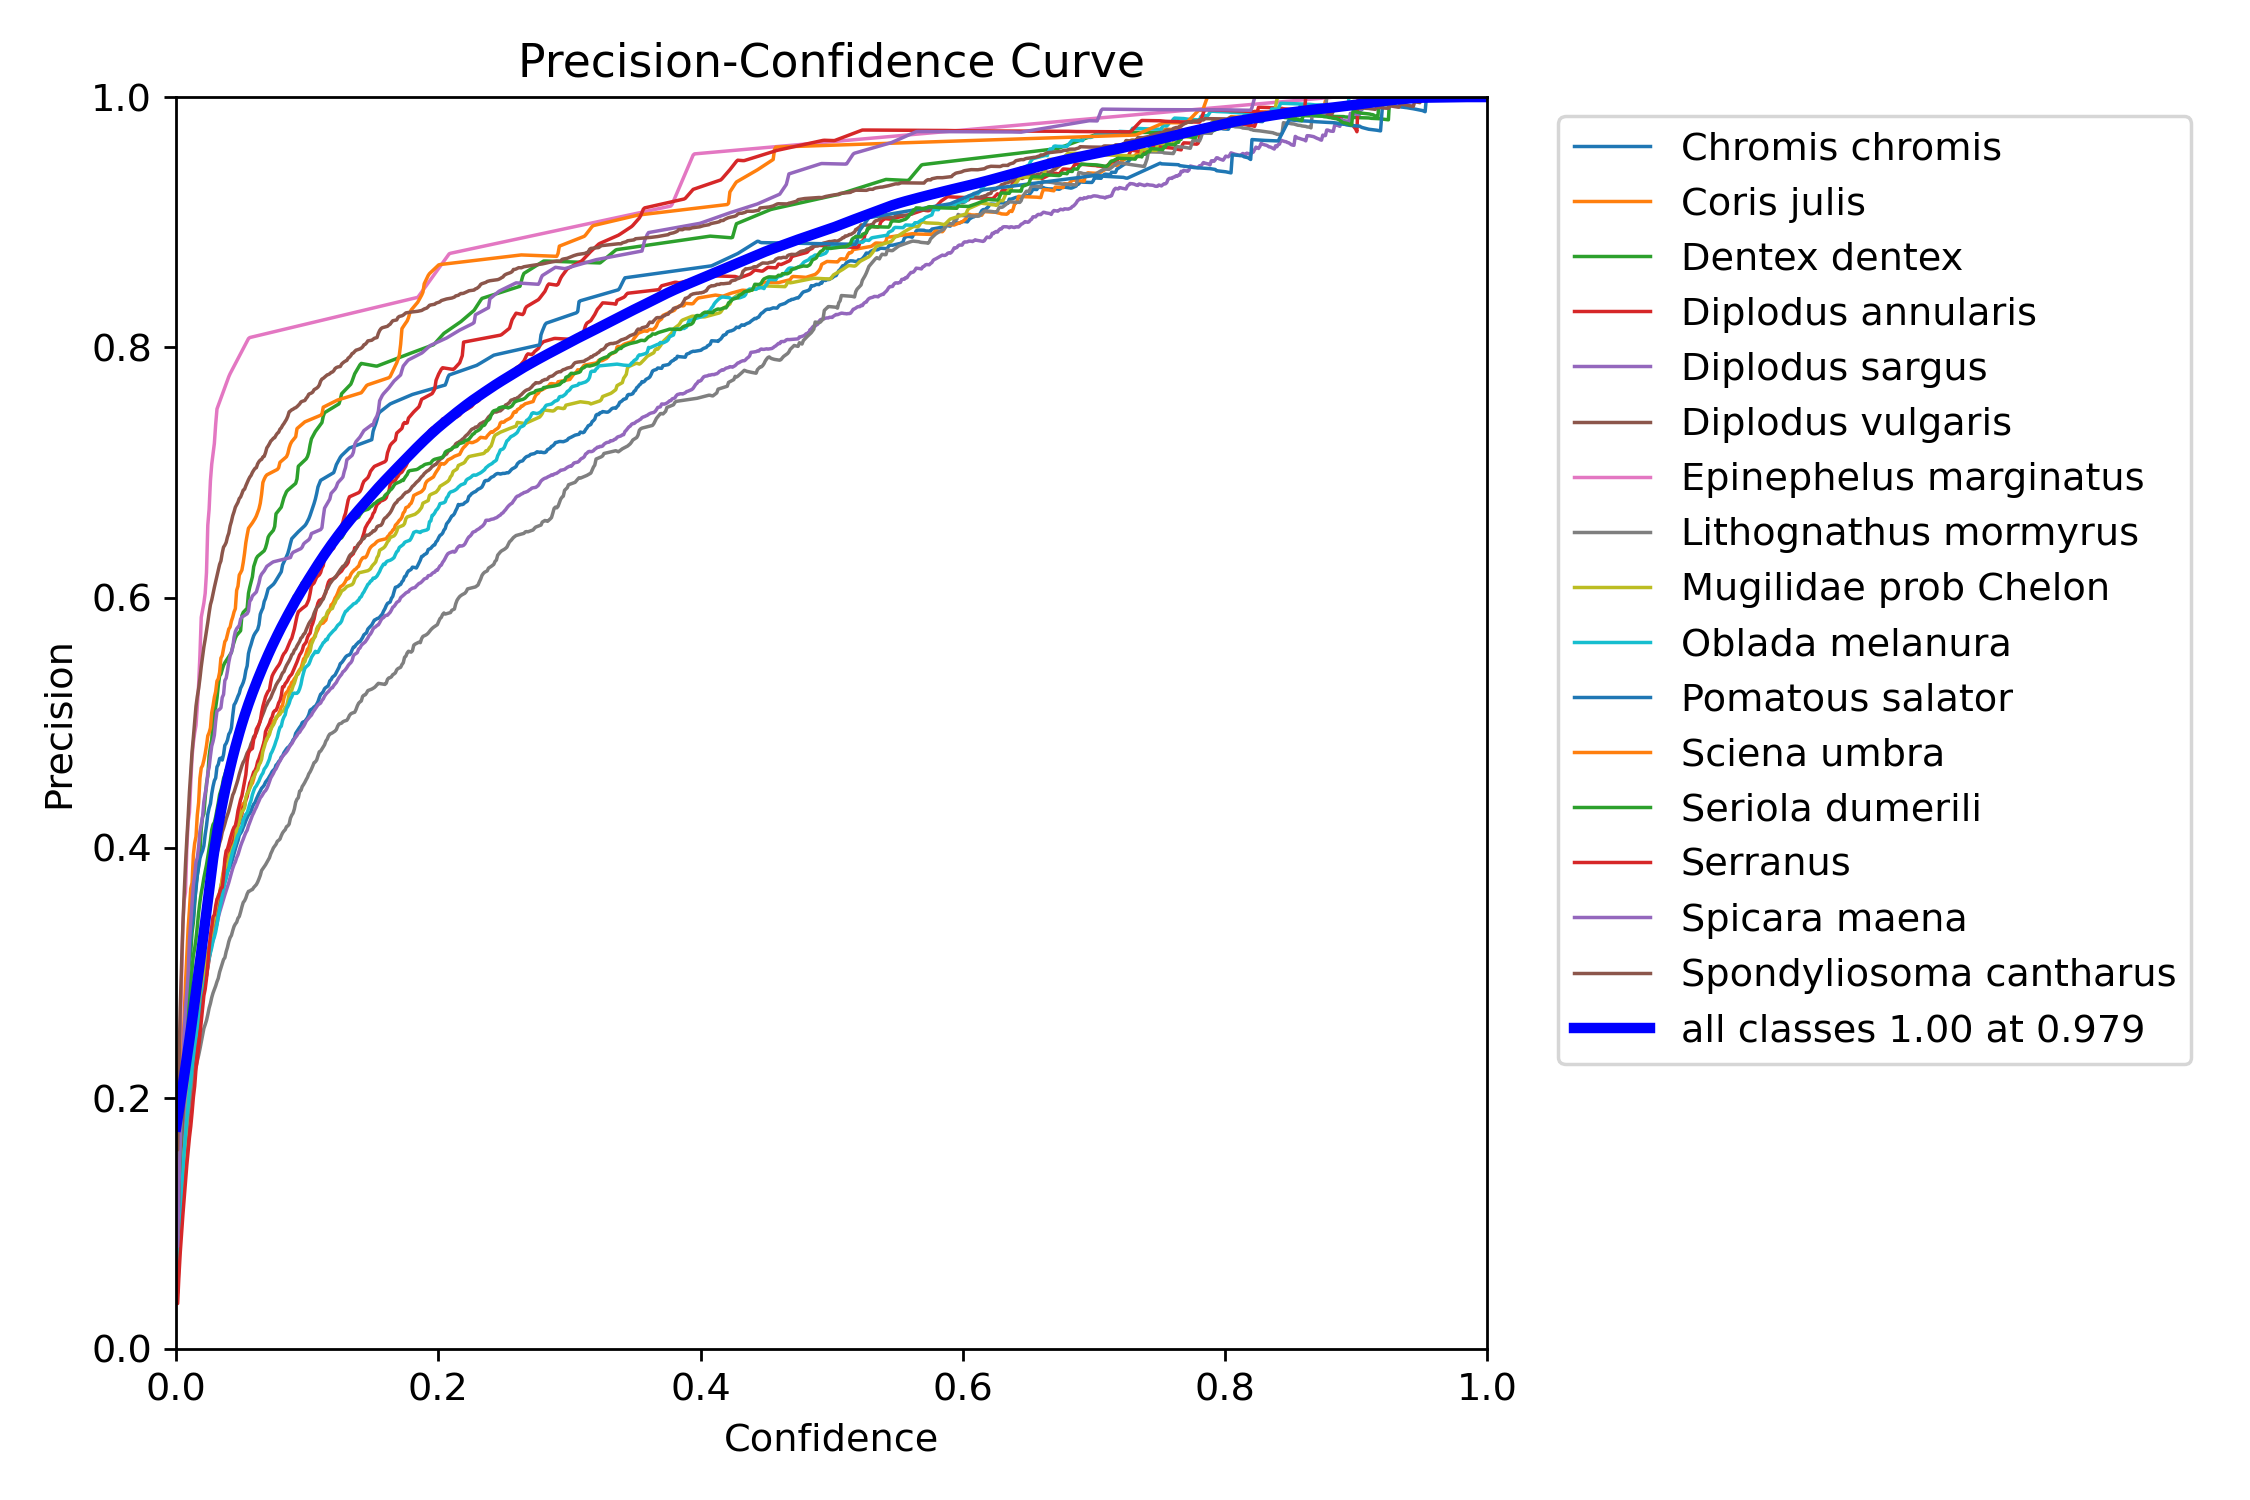 Precision-Confidence Curve
1.0
0.8
0.6
0.4
0.2
0.0
Precision
0.0 0.2 0.4 0.6 0.8 1.0
Confidence
Chromis chromis
Coris julis
Dentex dentex
Diplodus annularis
Diplodus sargus
Diplodus vulgaris
Epinephelus marginatus
Lithognathus mormyrus
Mugilidae prob Chelon
Oblada melanura
Pomatous salator
Sciena umbra
Seriola dumerili
Serranus
Spicara maena
Spondyliosoma cantharus
all classes 1.00 at 0.979